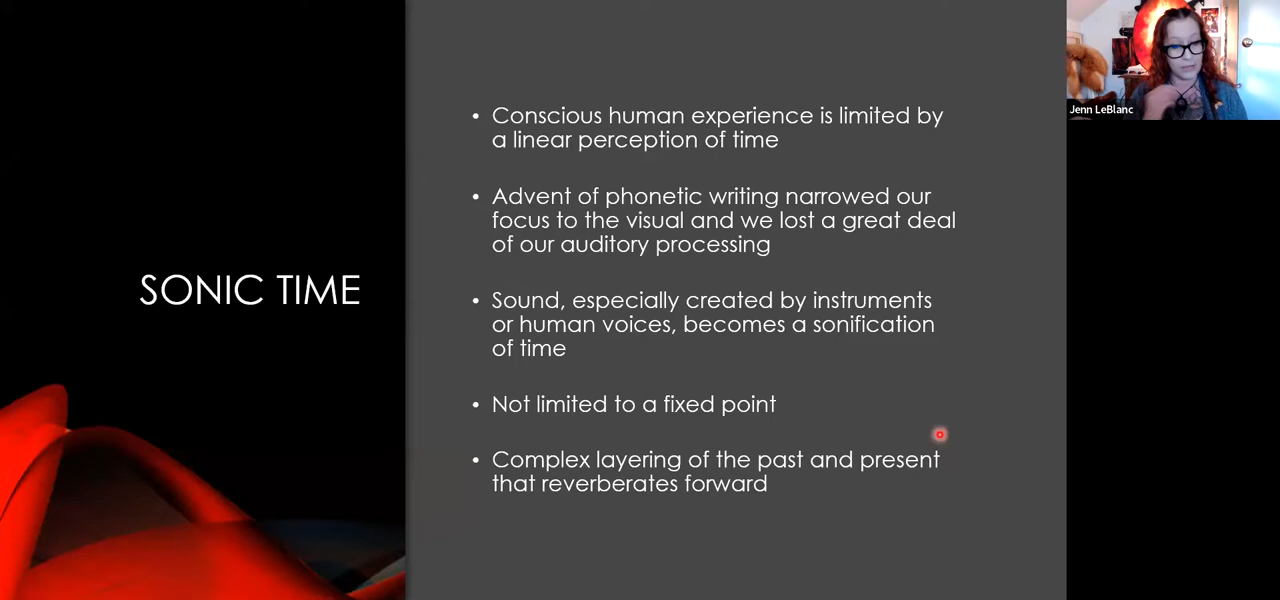 SONIC TIME
• Conscious human experience is limited by
a linear perception of time
• Advent of phonetic writing narrowed our
focus to the visual and we lost a great deal
of our auditory processing
• Sound, especially created by instruments
or human voices, becomes a sonification
of time
• Not limited to a fixed point
• Complex layering of the past and present
that reverberates forward
Jenn LeBlanc